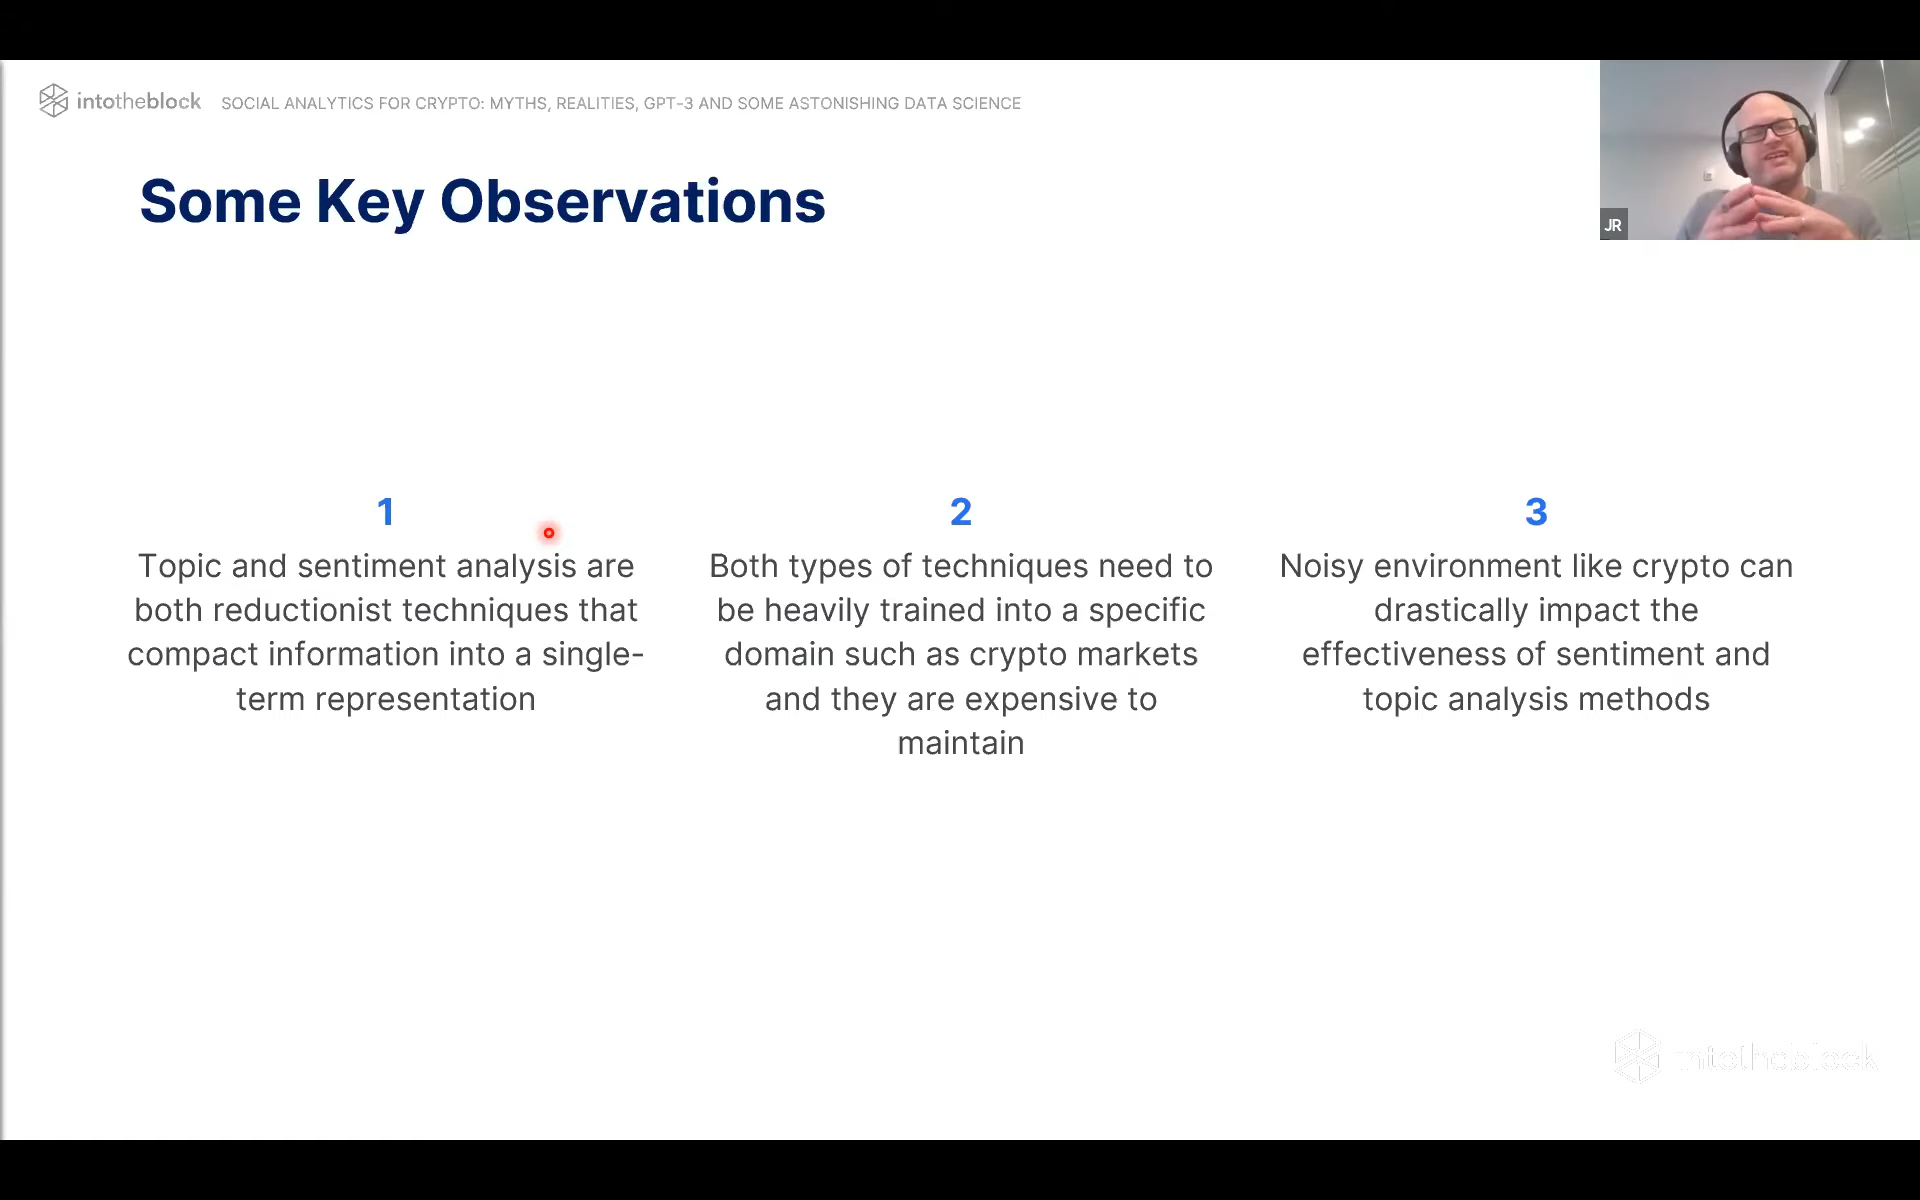 intotheblock
SOCIAL ANALYTICS FOR CRYPTO: MYTHS, REALITIES, GPT-3 AND SOME ASTONISHING DATA SCIENCE
JR
Some Key Observations
1
Topic and sentiment analysis are
both reductionist techniques that
compact information into a single-
term representation
2
Both types of techniques need to
be heavily trained into a specific
domain such as crypto markets
and they are expensive to
maintain
3
Noisy environment like crypto can
drastically impact the
effectiveness of sentiment and
topic analysis methods
intotheblock